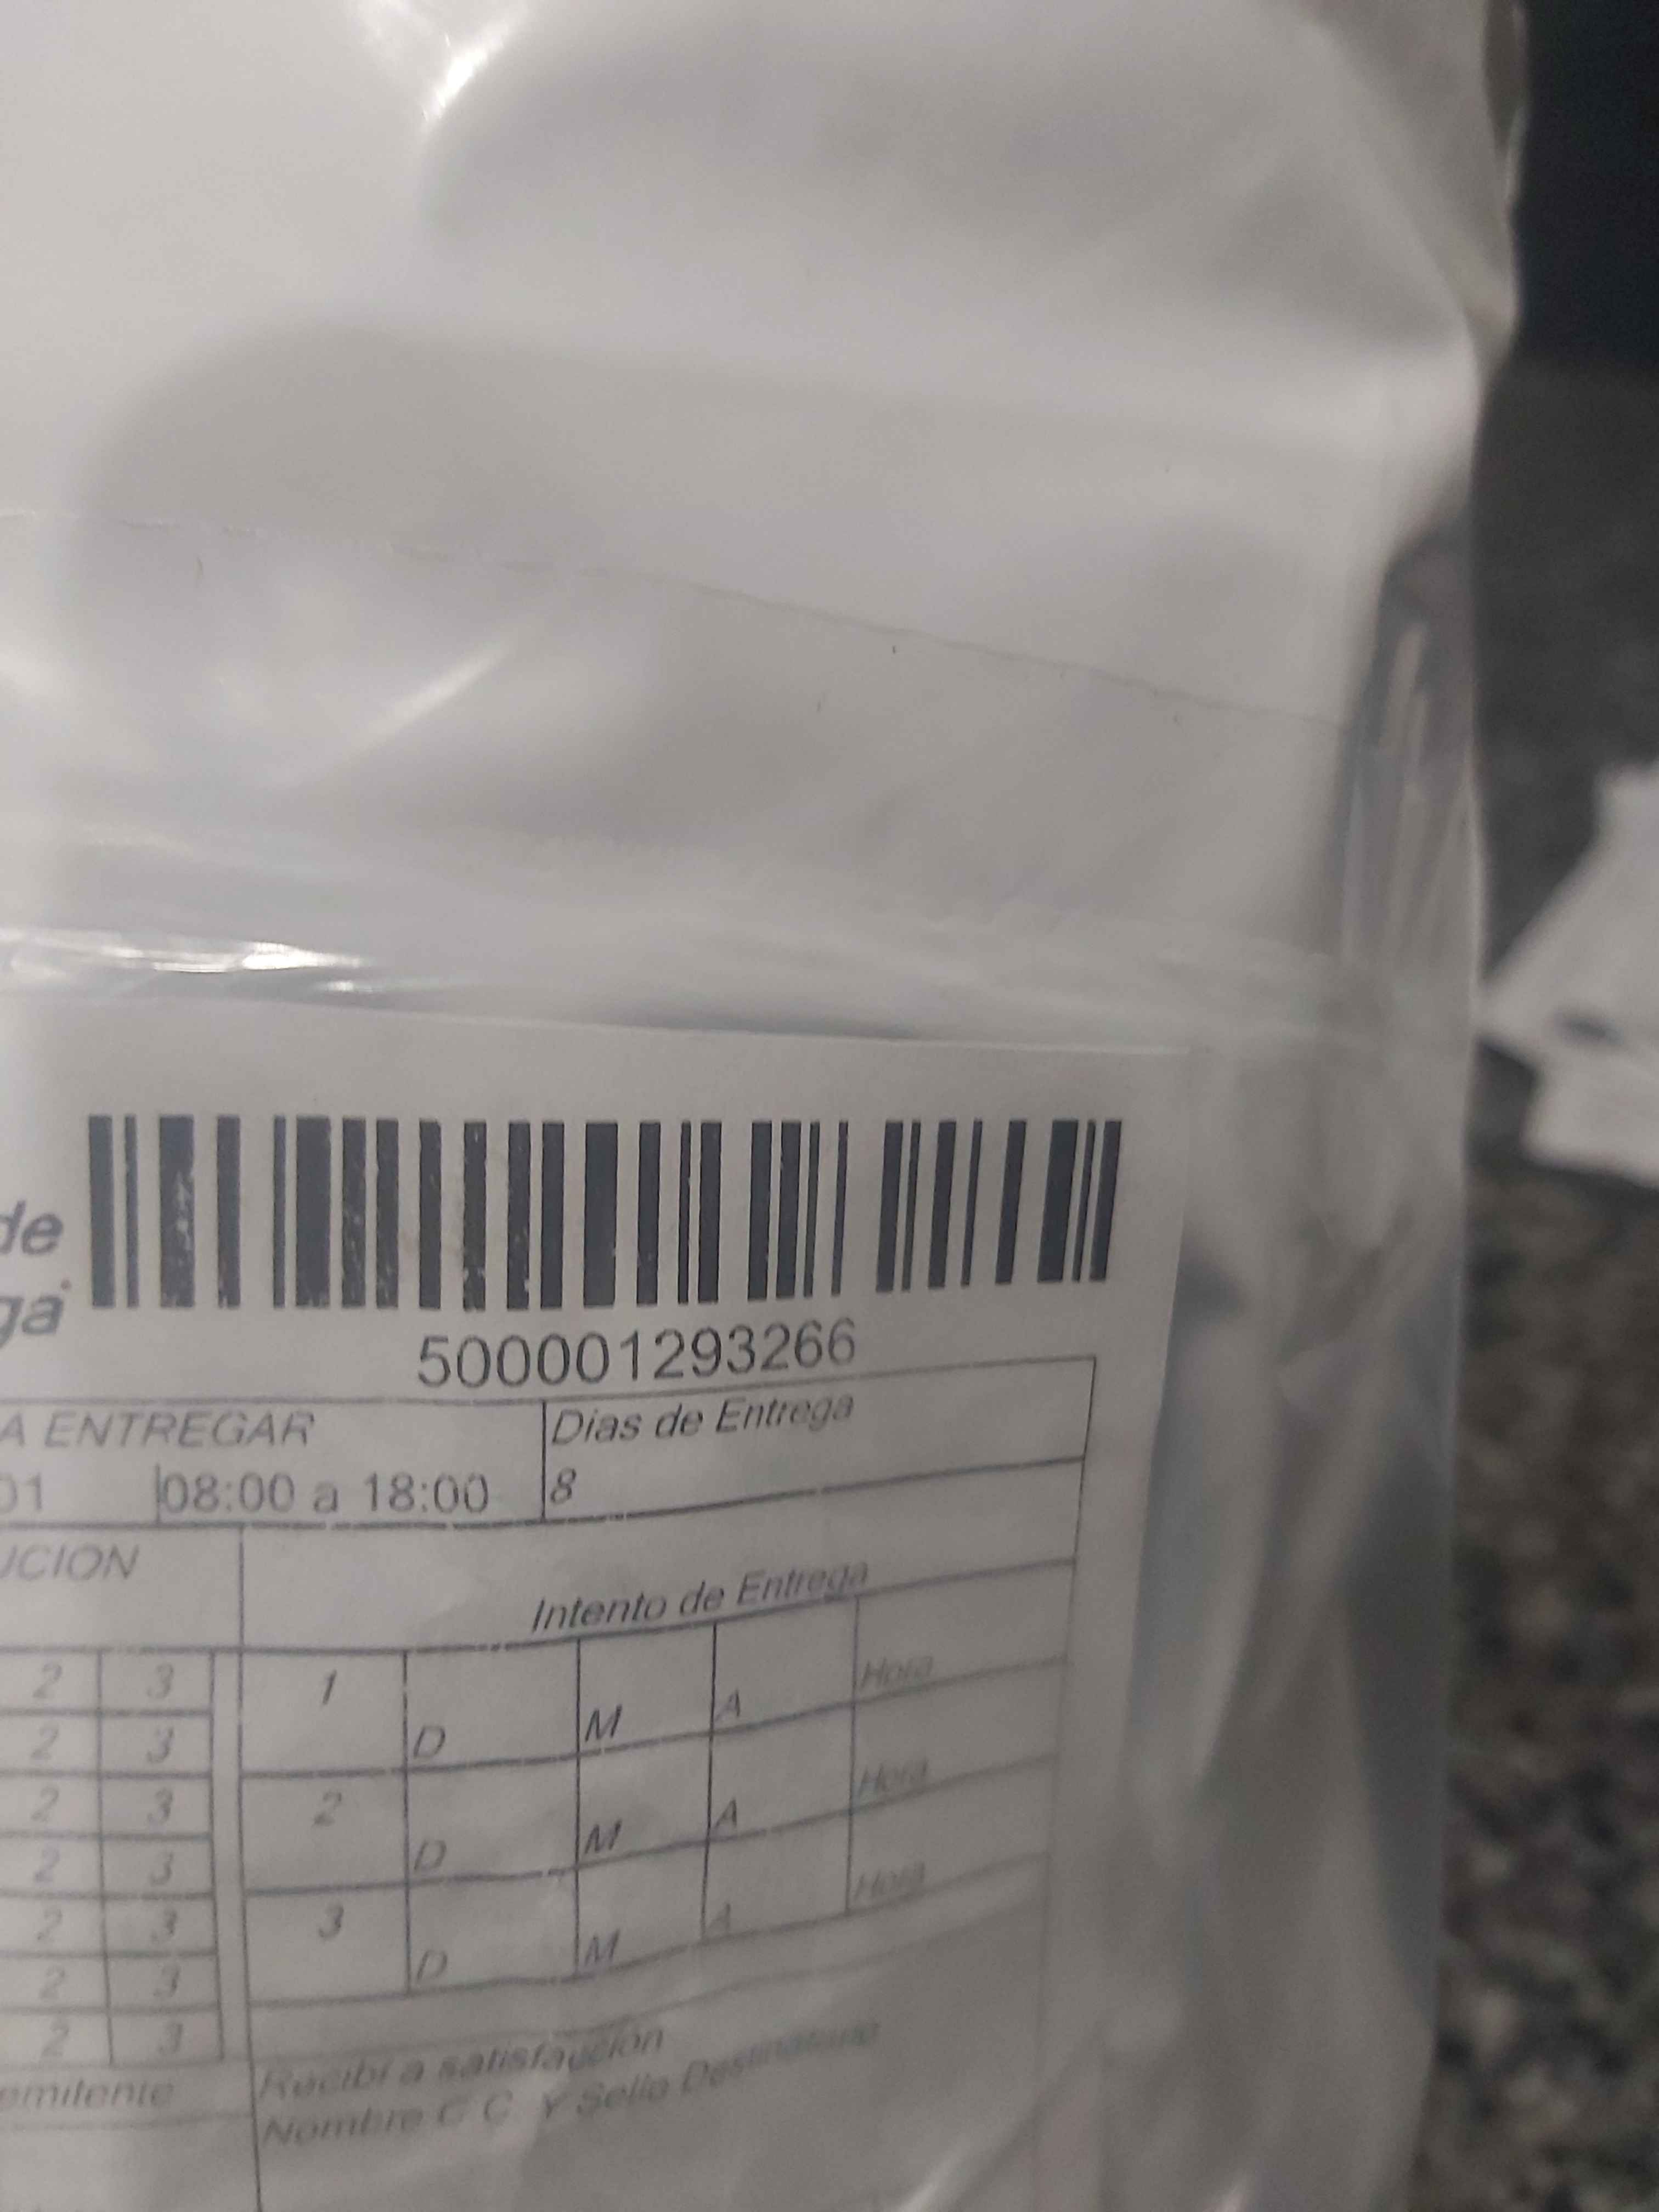 de
ga
500001293266
A ENTREGAR Dias de Entrega
01 08:00 a 18:00 8
UCION
Intento de Entrega
2 3 1 D M A Hora
2 3
2 3 2 D M A Hora
2 3
2 3 3 D M A Hora
2 3
2 3
emitente Recibí a satisfacción
Nombre C C Y Sello Destinatario